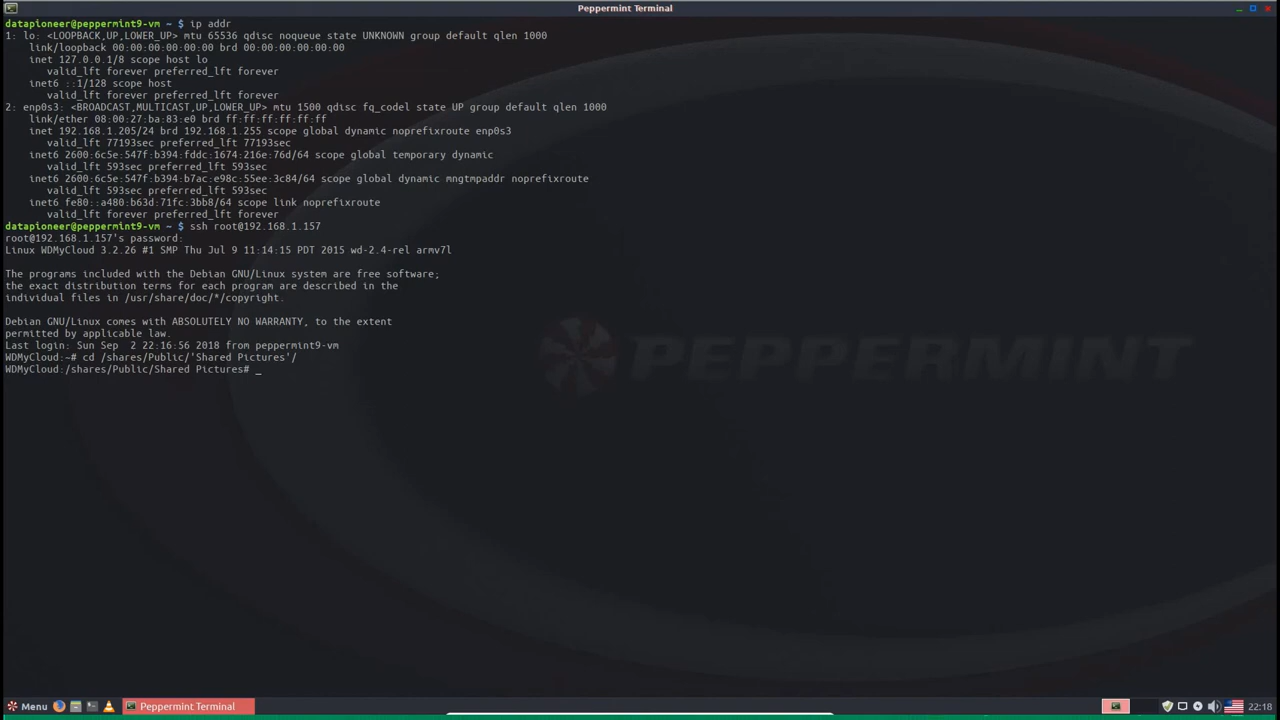 Peppermint Terminal
datapioneer@peppermint9-vm ~ $ ip addr
1: lo: <LOOPBACK,UP,LOWER_UP> mtu 65536 qdisc noqueue state UNKNOWN group default qlen 1000
    link/loopback 00:00:00:00:00:00 brd 00:00:00:00:00:00
    inet 127.0.0.1/8 scope host lo
       valid_lft forever preferred_lft forever
    inet6 ::1/128 scope host
       valid_lft forever preferred_lft forever
2: enp0s3: <BROADCAST,MULTICAST,UP,LOWER_UP> mtu 1500 qdisc fq_codel state UP group default qlen 1000
    link/ether 08:00:27:ba:83:e0 brd ff:ff:ff:ff:ff:ff
    inet 192.168.1.205/24 brd 192.168.1.255 scope global dynamic noprefixroute enp0s3
       valid_lft 77193sec preferred_lft 77193sec
    inet6 2600:6c5e:547f:b394:fddc:1674:216e:76d/64 scope global temporary dynamic
       valid_lft 593sec preferred_lft 593sec
    inet6 2600:6c5e:547f:b394:b7ac:e98c:55ee:3c84/64 scope global dynamic mngtmpaddr noprefixroute
       valid_lft 593sec preferred_lft 593sec
    inet6 fe80::a480:b63d:71fc:3bb8/64 scope link noprefixroute
       valid_lft forever preferred_lft forever
datapioneer@peppermint9-vm ~ $ ssh root@192.168.1.157
root@192.168.1.157's password:
Linux WDMyCloud 3.2.26 #1 SMP Thu Jul 9 11:14:15 PDT 2015 wd-2.4-rel armv7l

The programs included with the Debian GNU/Linux system are free software;
the exact distribution terms for each program are described in the
individual files in /usr/share/doc/*/copyright.

Debian GNU/Linux comes with ABSOLUTELY NO WARRANTY, to the extent
permitted by applicable law.
Last login: Sun Sep  2 22:16:56 2018 from peppermint9-vm
WDMyCloud:~# cd /shares/Public/'Shared Pictures'/
WDMyCloud:/shares/Public/Shared Pictures# _
PEPPERMINT
Menu
Peppermint Terminal
22:18